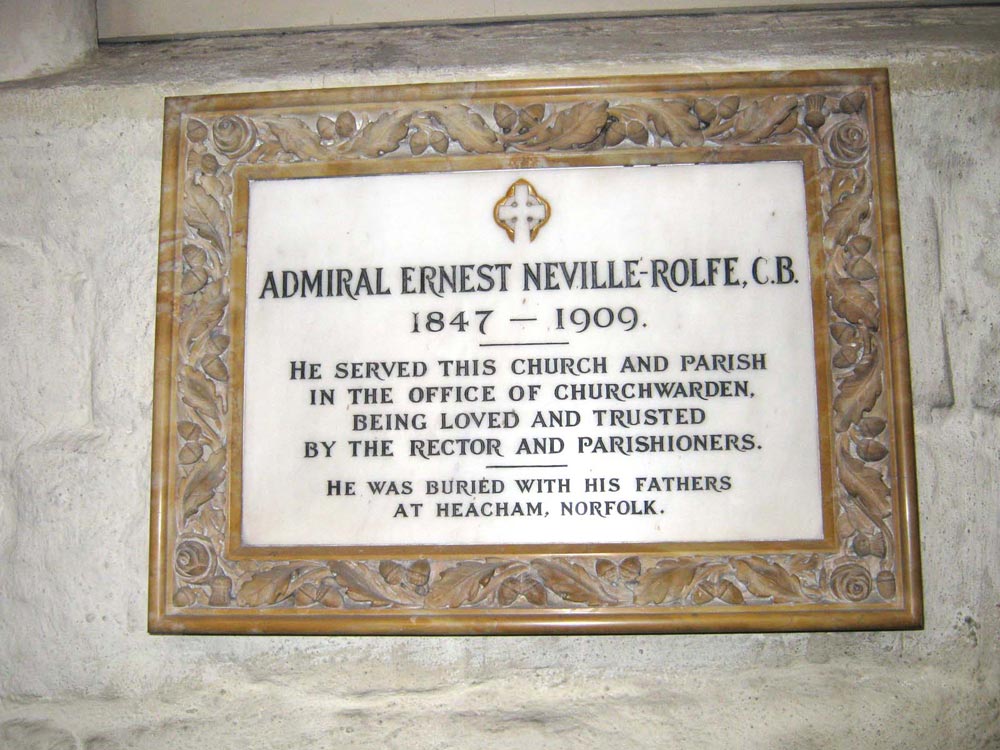 ADMIRAL ERNEST NEVILLE-ROLFE, C.B.
1847 — 1909.
HE SERVED THIS CHURCH AND PARISH
IN THE OFFICE OF CHURCHWARDEN,
BEING LOVED AND TRUSTED
BY THE RECTOR AND PARISHIONERS.
HE WAS BURIED WITH HIS FATHERS
AT HEACHAM, NORFOLK.